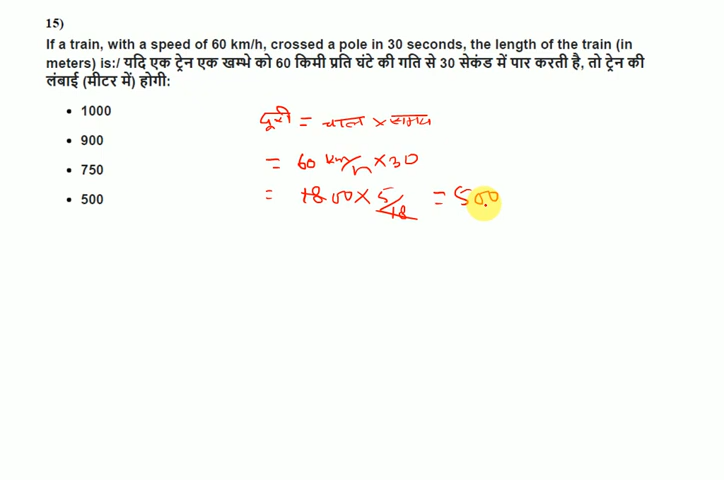 15)
If a train, with a speed of 60 km/h, crossed a pole in 30 seconds, the length of the train (in
meters) is:/ यदि एक ट्रेन एक खम्भे को 60 किमी प्रति घंटे की गति से 30 सेकंड में पार करती है, तो ट्रेन की
लंबाई (मीटर में) होगी:
• 1000
• 900
• 750
• 500
दूरी = चाल × समय
= 60 km/h × 30
= 1800 × 5/18 = 500